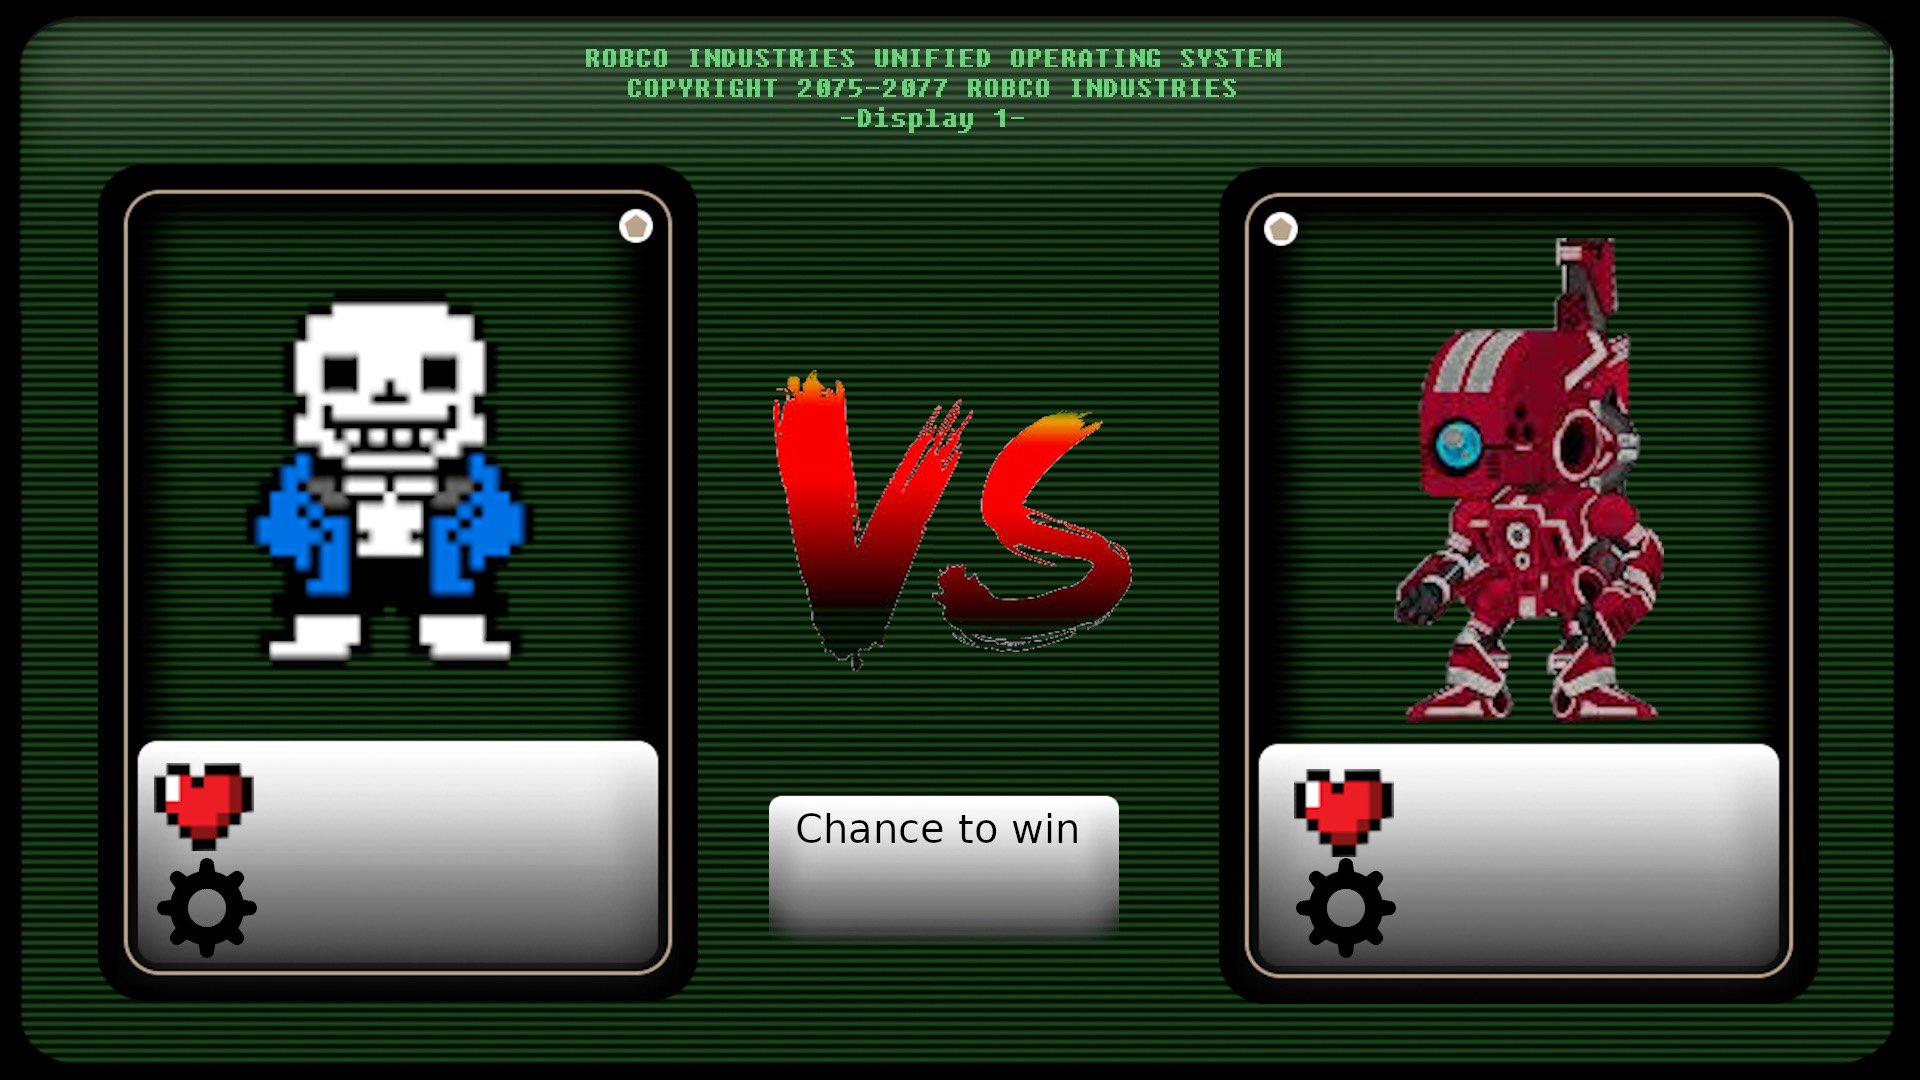 ROBCO INDUSTRIES UNIFIED OPERATING SYSTEM
COPYRIGHT 2075-2077 ROBCO INDUSTRIES
-Display 1-
VS
Chance to win